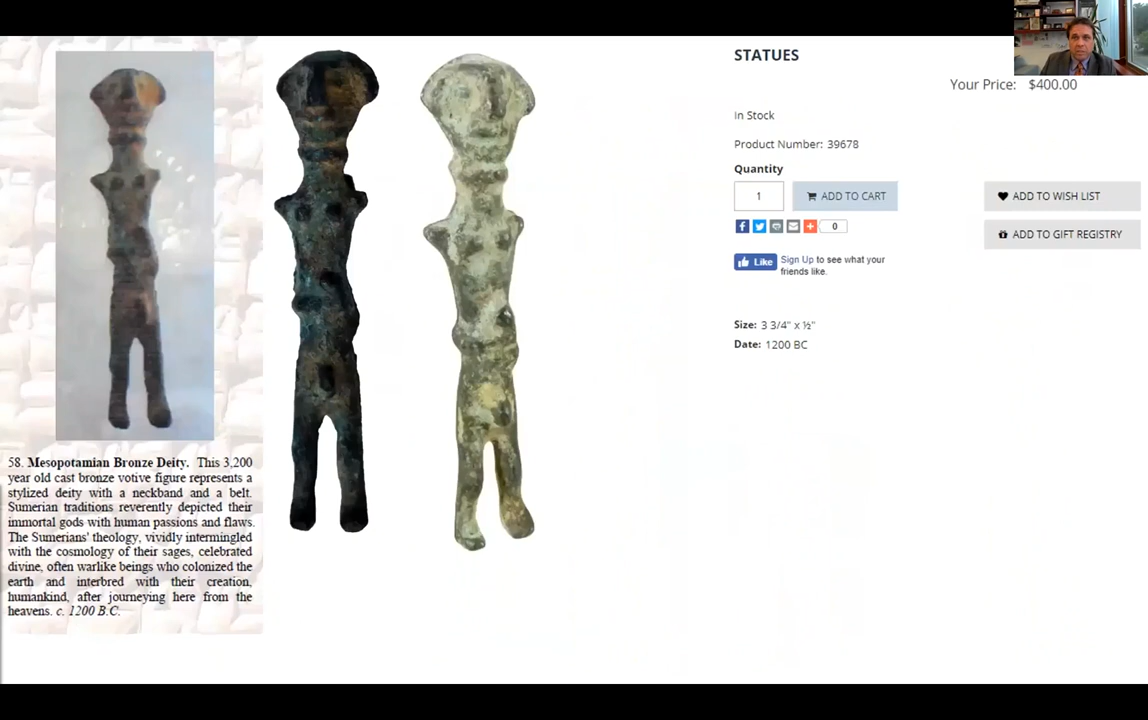 58. Mesopotamian Bronze Deity. This 3,200
year old cast bronze votive figure represents a
stylized deity with a neckband and a belt.
Sumerian traditions reverently depicted their
immortal gods with human passions and flaws.
The Sumerians' theology, vividly intermingled
with the cosmology of their sages, celebrated
divine, often warlike beings who colonized the
earth and interbred with their creation,
humankind, after journeying here from the
heavens. c. 1200 B.C.
STATUES
Your Price: $400.00
In Stock
Product Number: 39678
Quantity
1 ADD TO CART
ADD TO WISH LIST
0
ADD TO GIFT REGISTRY
Like Sign Up to see what your
friends like.
Size: 3 3/4" x ½"
Date: 1200 BC